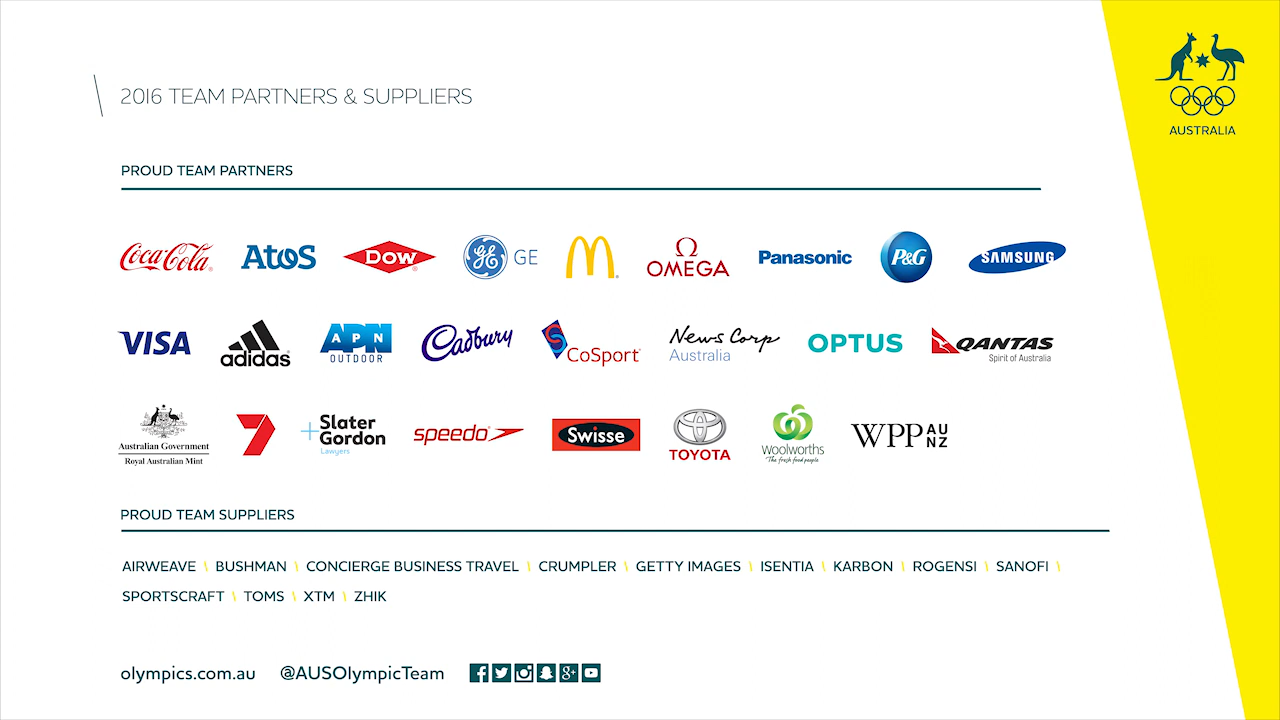 2016 TEAM PARTNERS & SUPPLIERS
AUSTRALIA
PROUD TEAM PARTNERS
Coca-Cola Atos DOW GE GE M OMEGA Panasonic P&G SAMSUNG
VISA adidas APN OUTDOOR Cadbury CoSport News Corp Australia OPTUS QANTAS Spirit of Australia
Australian Government Royal Australian Mint 7 Slater Gordon Lawyers speedo Swisse TOYOTA Woolworths The fresh food people WPP AU NZ
PROUD TEAM SUPPLIERS
AIRWEAVE \ BUSHMAN \ CONCIERGE BUSINESS TRAVEL \ CRUMPLER \ GETTY IMAGES \ ISENTIA \ KARBON \ ROGENSI \ SANOFI \
SPORTSCRAFT \ TOMS \ XTM \ ZHIK
olympics.com.au @AUSOlympicTeam